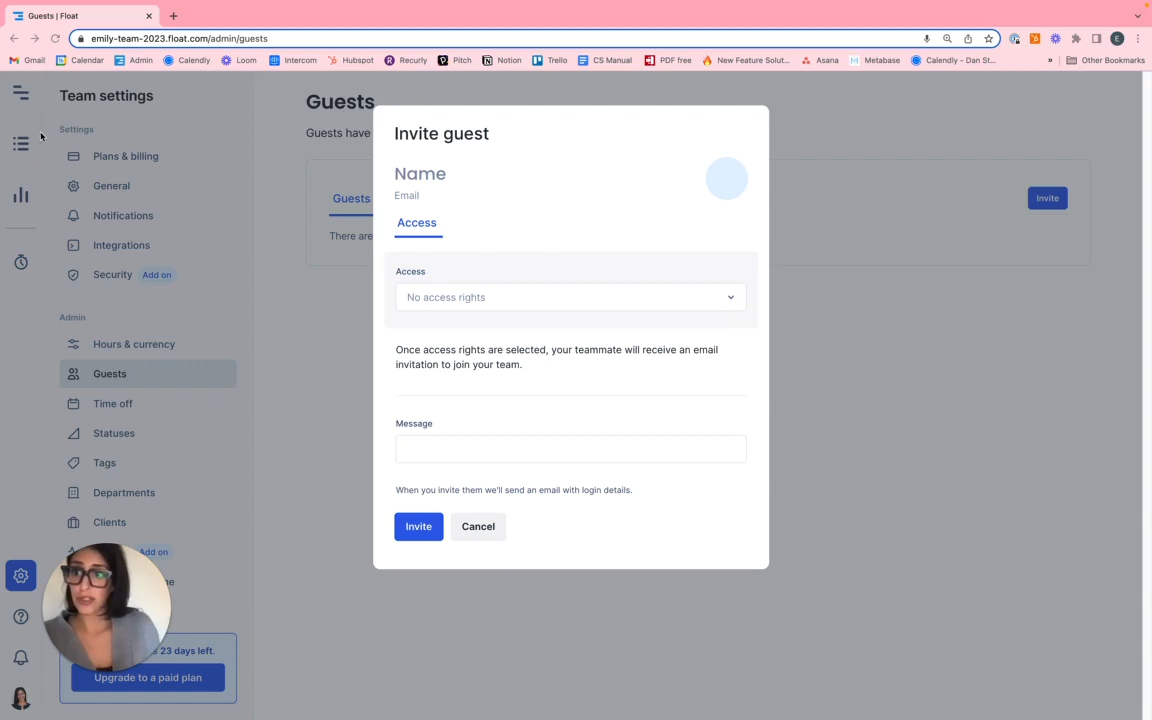 Guests | Float
emily-team-2023.float.com/admin/guests
E
Gmail
Calendar
Admin
Calendly
Loom
Intercom
Hubspot
Recurly
Pitch
Notion
Trello
CS Manual
PDF free
New Feature Solut...
Asana
Metabase
Calendly - Dan St...
»
Other Bookmarks
Team settings
Settings
Plans & billing
General
Notifications
Integrations
Security
Add on
Admin
Hours & currency
Guests
Time off
Statuses
Tags
Departments
Clients
Add on
23 days left.
Upgrade to a paid plan
Guests
Guests have
Guests
Invite
There are
Invite guest
Name
Email
Access
Access
No access rights
Once access rights are selected, your teammate will receive an email
invitation to join your team.
Message
When you invite them we'll send an email with login details.
Invite
Cancel